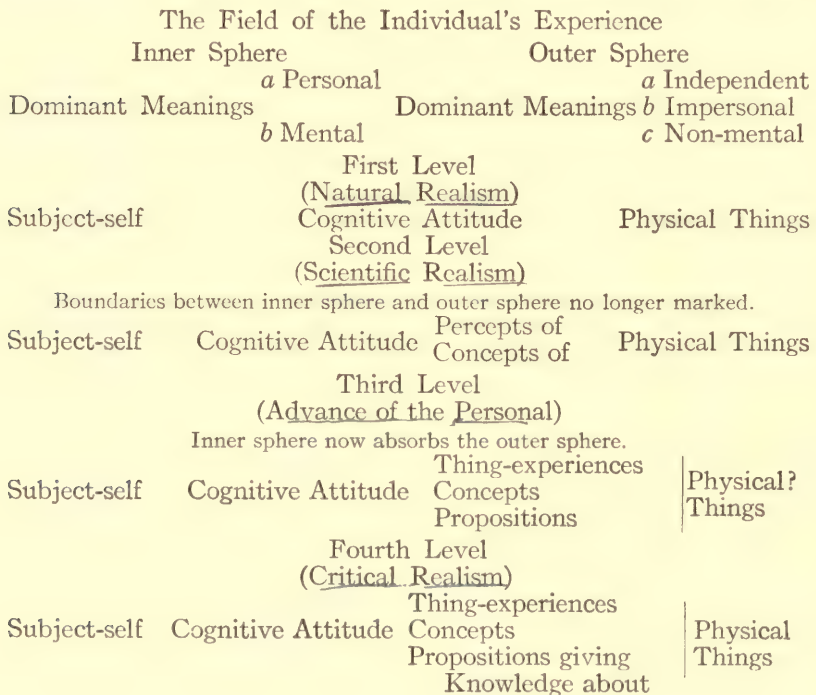 The Field of the Individual's Experience
Inner Sphere Outer Sphere
a Personal a Independent
Dominant Meanings Dominant Meanings b Impersonal
b Mental c Non-mental
First Level
(Natural Realism)
Subject-self Cognitive Attitude Physical Things
Second Level
(Scientific Realism)
Boundaries between inner sphere and outer sphere no longer marked.
Percepts of
Subject-self Cognitive Attitude Concepts of Physical Things
Third Level
(Advance of the Personal)
Inner sphere now absorbs the outer sphere.
Thing-experiences
Subject-self Cognitive Attitude Concepts Physical?
Propositions Things
Fourth Level
(Critical Realism)
Thing-experiences
Subject-self Cognitive Attitude Concepts Physical
Propositions giving Things
Knowledge about